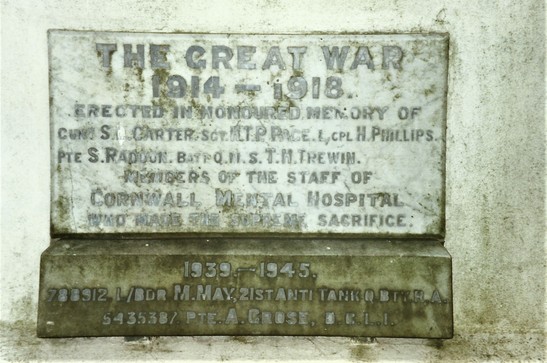 THE GREAT WAR
1914 – 1918.
ERECTED IN HONOURED MEMORY OF
S. CARTER. SGT. H.T.P. PAGE. L/CPL H. PHILLIPS.
PTE S. RADDON. BATT Q.M.S. T.H. TREWIN.
MEMBERS OF THE STAFF OF
CORNWALL MENTAL HOSPITAL
WHO MADE THE SUPREME SACRIFICE.
1939. – 1945.
788912 L/BDR M. MAY, 21ST ANTI TANK BTY R.A.
5435387 PTE. A. GROSE, D.C.L.I.